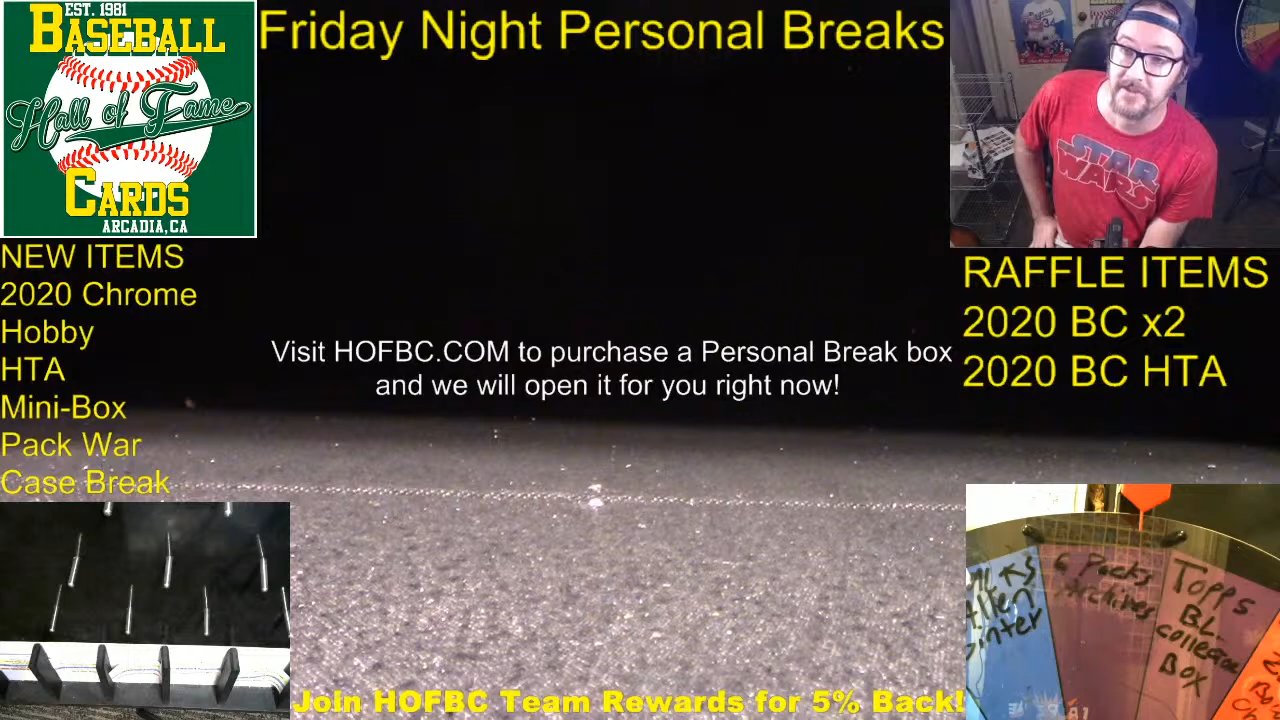 EST. 1981
BASEBALL
Hall of Fame
CARDS
ARCADIA, CA
Friday Night Personal Breaks
34
STAR
WARS
NEW ITEMS
2020 Chrome
Hobby
HTA
Mini-Box
Pack War
Case Break
Visit HOFBC.COM to purchase a Personal Break box
and we will open it for you right now!
RAFFLE ITEMS
2020 BC x2
2020 BC HTA
6 Packs
Archives
Topps
BL.
collection
Box
Join HOFBC Team Rewards for 5% Back!